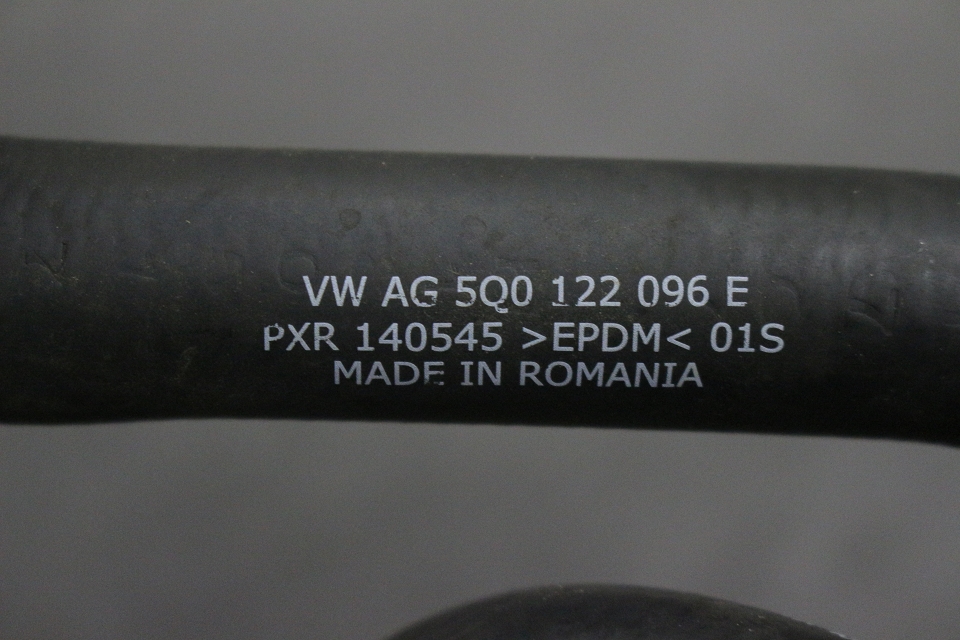 VW AG 5Q0 122 096 E
PXR 140545 >EPDM< 01S
MADE IN ROMANIA